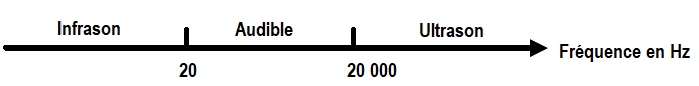 Infrason Audible Ultrason
Fréquence en Hz
20 20 000